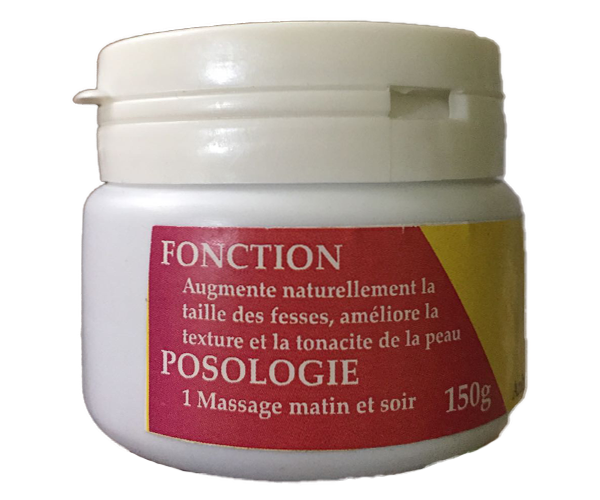 FONCTION
Augmente naturellement la
taille des fesses, améliore la
texture et la tonacite de la peau
POSOLOGIE
1 Massage matin et soir
150g